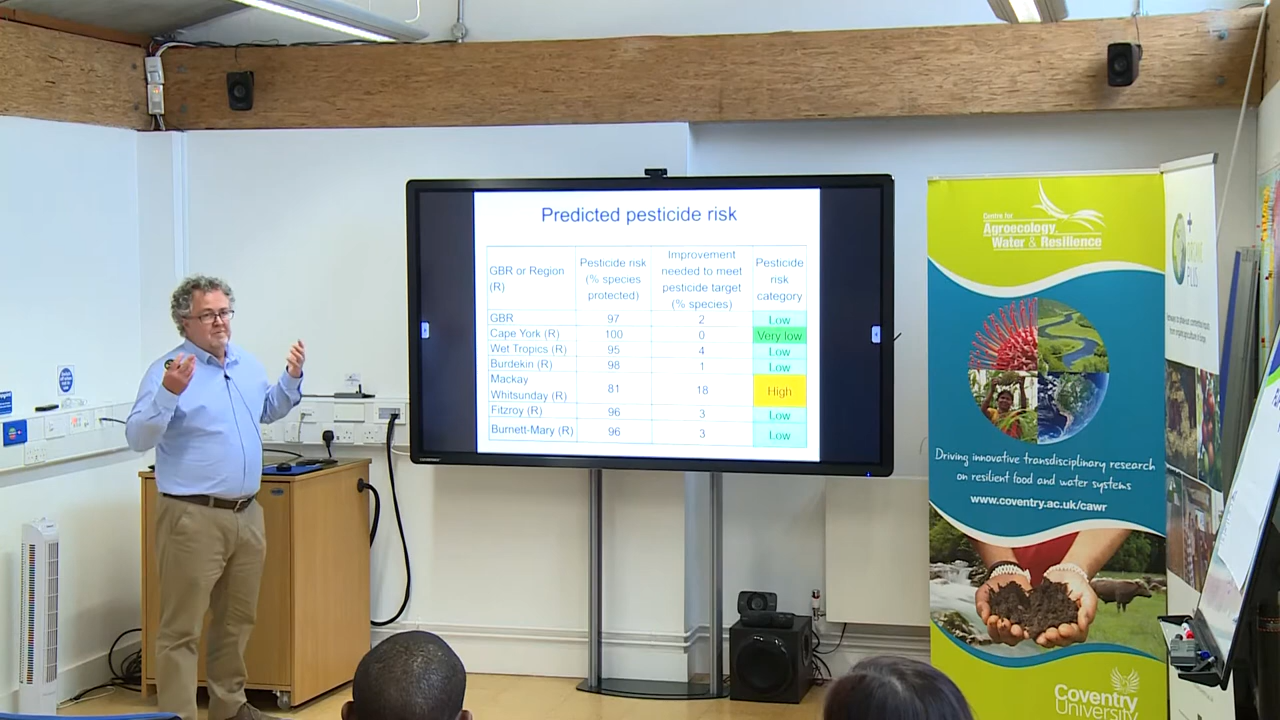 Predicted pesticide risk
GBR or Region
(R)
Pesticide risk
(% species
protected)
Improvement
needed to meet
pesticide target
(% species)
Pesticide
risk
category
GBR 97 2 Low
Cape York (R) 100 0 Very low
Wet Tropics (R) 95 4 Low
Burdekin (R) 98 1 Low
Mackay
Whitsunday (R) 81 18 High
Fitzroy (R) 96 3 Low
Burnett-Mary (R) 96 3 Low
Centre for
Agroecology,
Water & Resilience
Driving innovative transdisciplinary research
on resilient food and water systems
www.coventry.ac.uk/cawr
Coventry
University
PLUS